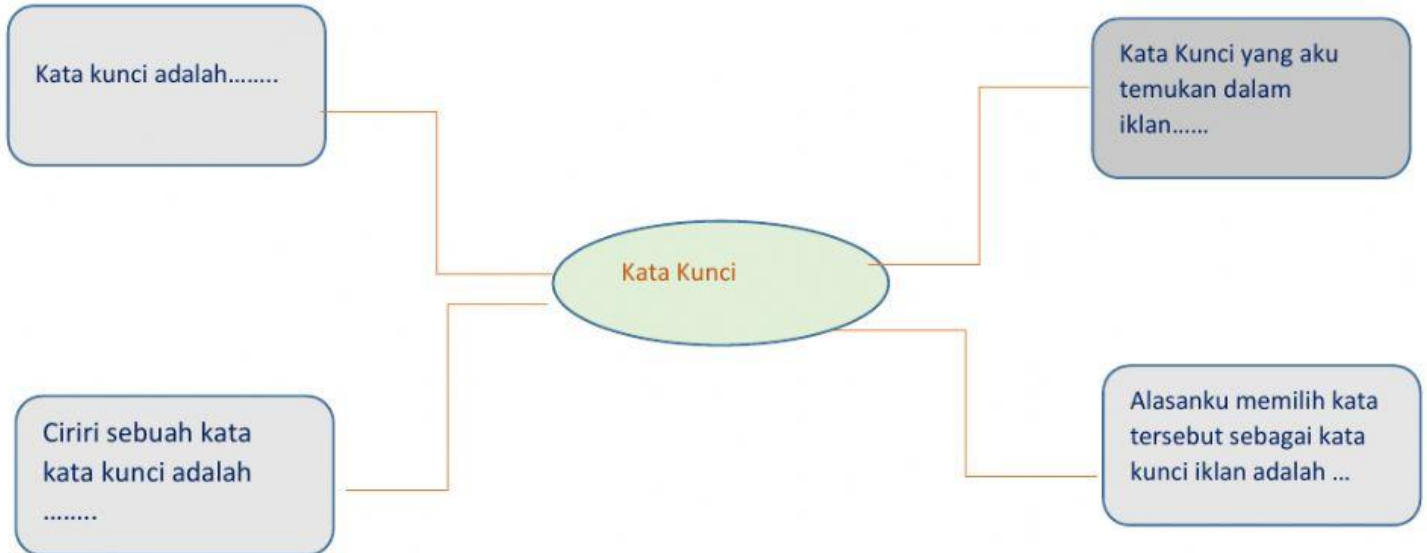 Kata kunci adalah........
Kata Kunci yang aku
temukan dalam
iklan......
Kata Kunci
Ciriri sebuah kata
kata kunci adalah
........
Alasanku memilih kata
tersebut sebagai kata
kunci iklan adalah ...